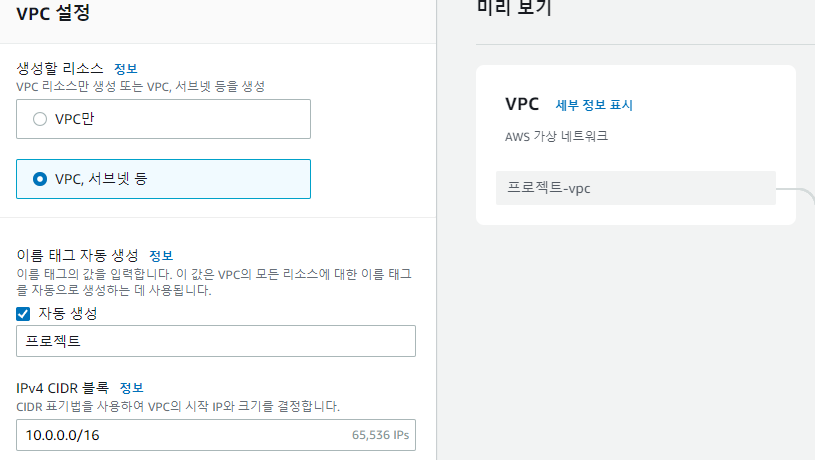 VPC 설정
생성할 리소스 정보
VPC 리소스만 생성 또는 VPC, 서브넷 등을 생성
VPC만
VPC, 서브넷 등
이름 태그 자동 생성 정보
이름 태그의 값을 입력합니다. 이 값은 VPC의 모든 리소스에 대한 이름 태그
를 자동으로 생성하는 데 사용됩니다.
자동 생성
프로젝트
IPv4 CIDR 블록 정보
CIDR 표기법을 사용하여 VPC의 시작 IP와 크기를 결정합니다.
10.0.0.0/16 65,536 IPs
미리 보기
VPC 세부 정보 표시
AWS 가상 네트워크
프로젝트-vpc